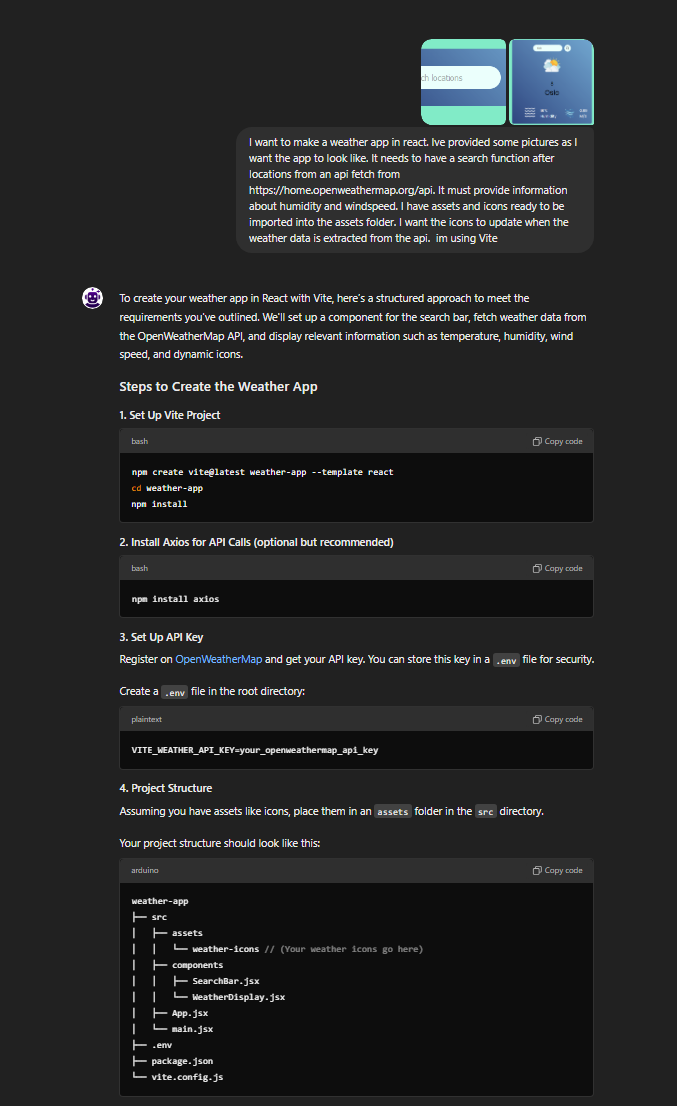 ch locations
Oslo
I want to make a weather app in react. Ive provided some pictures as I
want the app to look like. It needs to have a search function after
locations from an api fetch from
https://home.openweathermap.org/api. It must provide information
about humidity and windspeed. I have assets and icons ready to be
imported into the assets folder. I want the icons to update when the
weather data is extracted from the api.  im using Vite
To create your weather app in React with Vite, here's a structured approach to meet the
requirements you've outlined. We'll set up a component for the search bar, fetch weather data from
the OpenWeatherMap API, and display relevant information such as temperature, humidity, wind
speed, and dynamic icons.
Steps to Create the Weather App
1. Set Up Vite Project
bash Copy code
npm create vite@latest weather-app --template react
cd weather-app
npm install
2. Install Axios for API Calls (optional but recommended)
bash Copy code
npm install axios
3. Set Up API Key
Register on OpenWeatherMap and get your API key. You can store this key in a .env file for security.
Create a .env file in the root directory:
plaintext Copy code
VITE_WEATHER_API_KEY=your_openweathermap_api_key
4. Project Structure
Assuming you have assets like icons, place them in an assets folder in the src directory.
Your project structure should look like this:
arduino Copy code
weather-app
├── src
│   ├── assets
│   │   └── weather-icons // (Your weather icons go here)
│   ├── components
│   │   ├── SearchBar.jsx
│   │   └── WeatherDisplay.jsx
│   ├── App.jsx
│   └── main.jsx
├── .env
├── package.json
└── vite.config.js